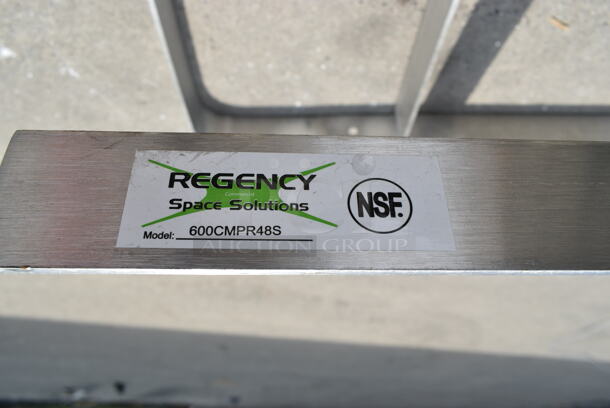 REGENCY
Space Solutions
NSF.
Model: 600CMPR48S
AUCTION GROUP